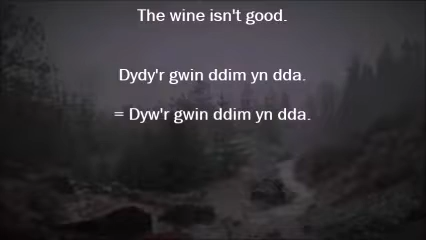 The wine isn't good.
Dydy'r gwin ddim yn dda.
= Dyw'r gwin ddim yn dda.